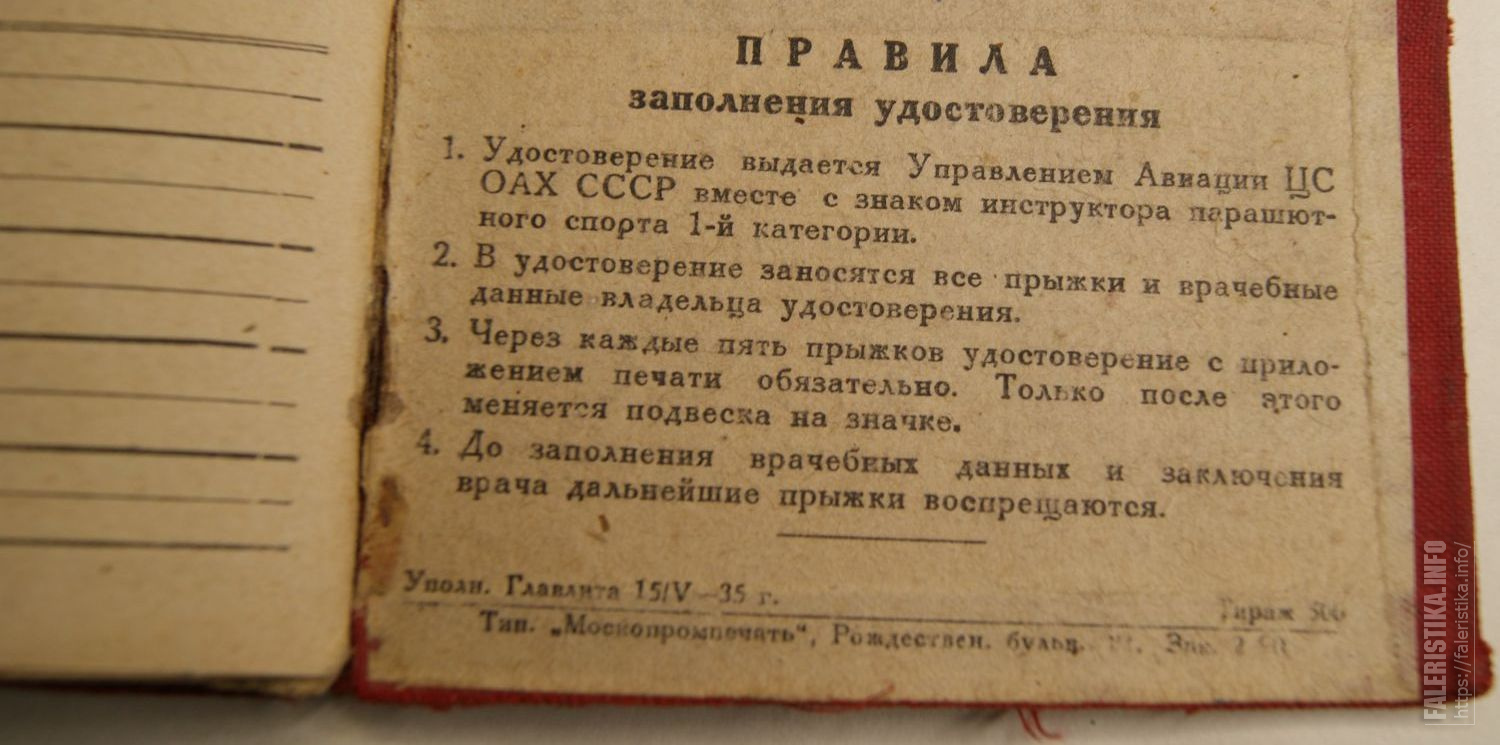 ПРАВИЛА
заполнения удостоверения
1. Удостоверение выдается Управлением Авиации ЦС
ОАХ СССР вместе с знаком инструктора парашют-
ного спорта 1-й категории.
2. В удостоверение заносятся все прыжки и врачебные
данные владельца удостоверения.
3. Через каждые пять прыжков удостоверение с прило-
жением печати обязательно. Только после этого
меняется подвеска на значке.
4. До заполнения врачебных данных и заключения
врача дальнейшие прыжки воспрещаются.
Уполн. Главлита 15/V—35 г. Тираж
Тип. „Москопромпечать“, Рождествен. бульв. Зак.
FALERISTIKA.INFO
https://faleristika.info/